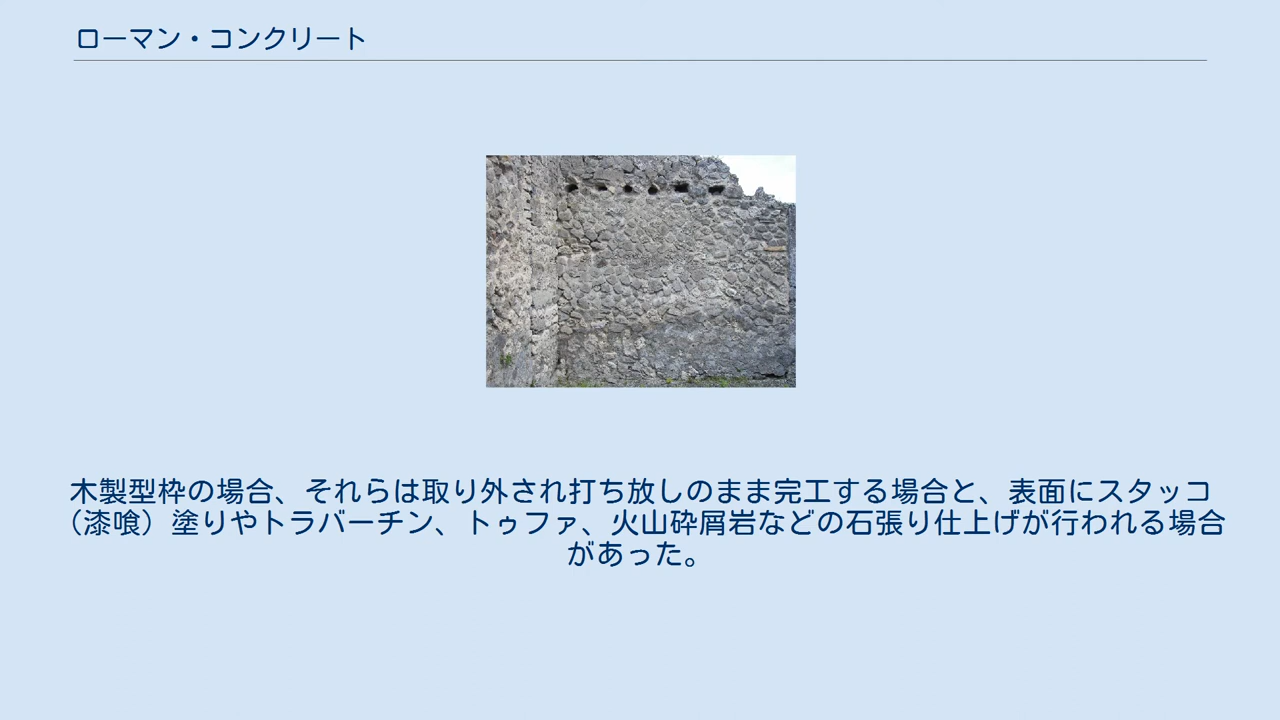 ローマン・コンクリート
木製型枠の場合、それらは取り外され打ち放しのまま完工する場合と、表面にスタッコ
（漆喰）塗りやトラバーチン、トゥファ、火山砕屑岩などの石張り仕上げが行われる場合
があった。